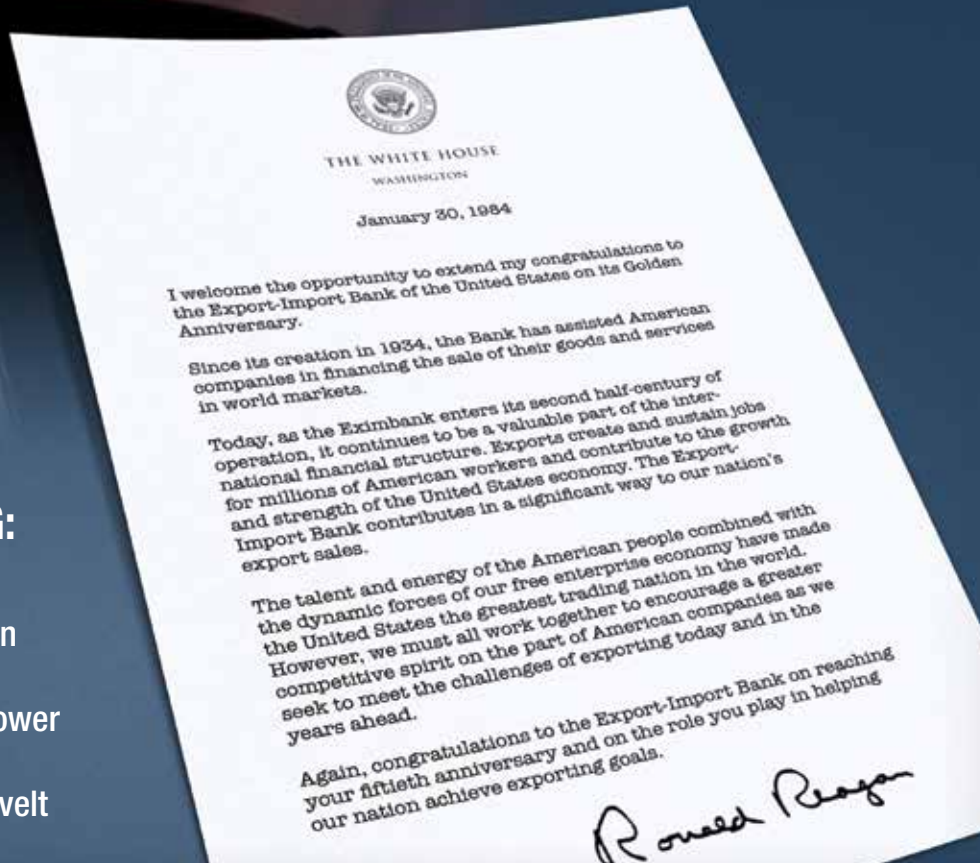 THE WHITE HOUSE
WASHINGTON
January 30, 1984
I welcome the opportunity to extend my congratulations to
the Export-Import Bank of the United States on its Golden
Anniversary.
Since its creation in 1934, the Bank has assisted American
companies in financing the sale of their goods and services
in world markets.
Today, as the Eximbank enters its second half-century of
operation, it continues to be a valuable part of the inter-
national financial structure. Exports create and sustain jobs
for millions of American workers and contribute to the growth
and strength of the United States economy. The Export-
Import Bank contributes in a significant way to our nation's
export sales.
The talent and energy of the American people combined with
the dynamic forces of our free enterprise economy have made
the United States the greatest trading nation in the world.
However, we must all work together to encourage a greater
competitive spirit on the part of American companies as we
seek to meet the challenges of exporting today and in the
years ahead.
Again, congratulations to the Export-Import Bank on reaching
your fiftieth anniversary and on the role you play in helping
our nation achieve exporting goals.
Ronald Reagan
n
ower
velt